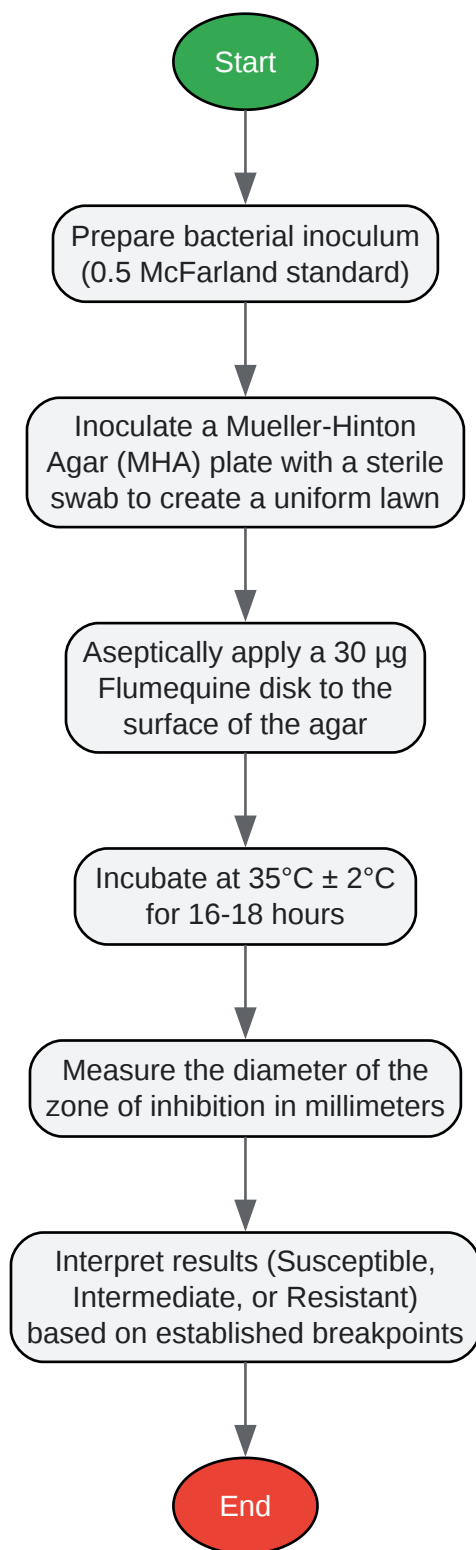 Start
Prepare bacterial inoculum
(0.5 McFarland standard)
Inoculate a Mueller-Hinton
Agar (MHA) plate with a sterile
swab to create a uniform lawn
Aseptically apply a 30 µg
Flumequine disk to the
surface of the agar
Incubate at 35°C ± 2°C
for 16-18 hours
Measure the diameter of the
zone of inhibition in millimeters
Interpret results (Susceptible,
Intermediate, or Resistant)
based on established breakpoints
End